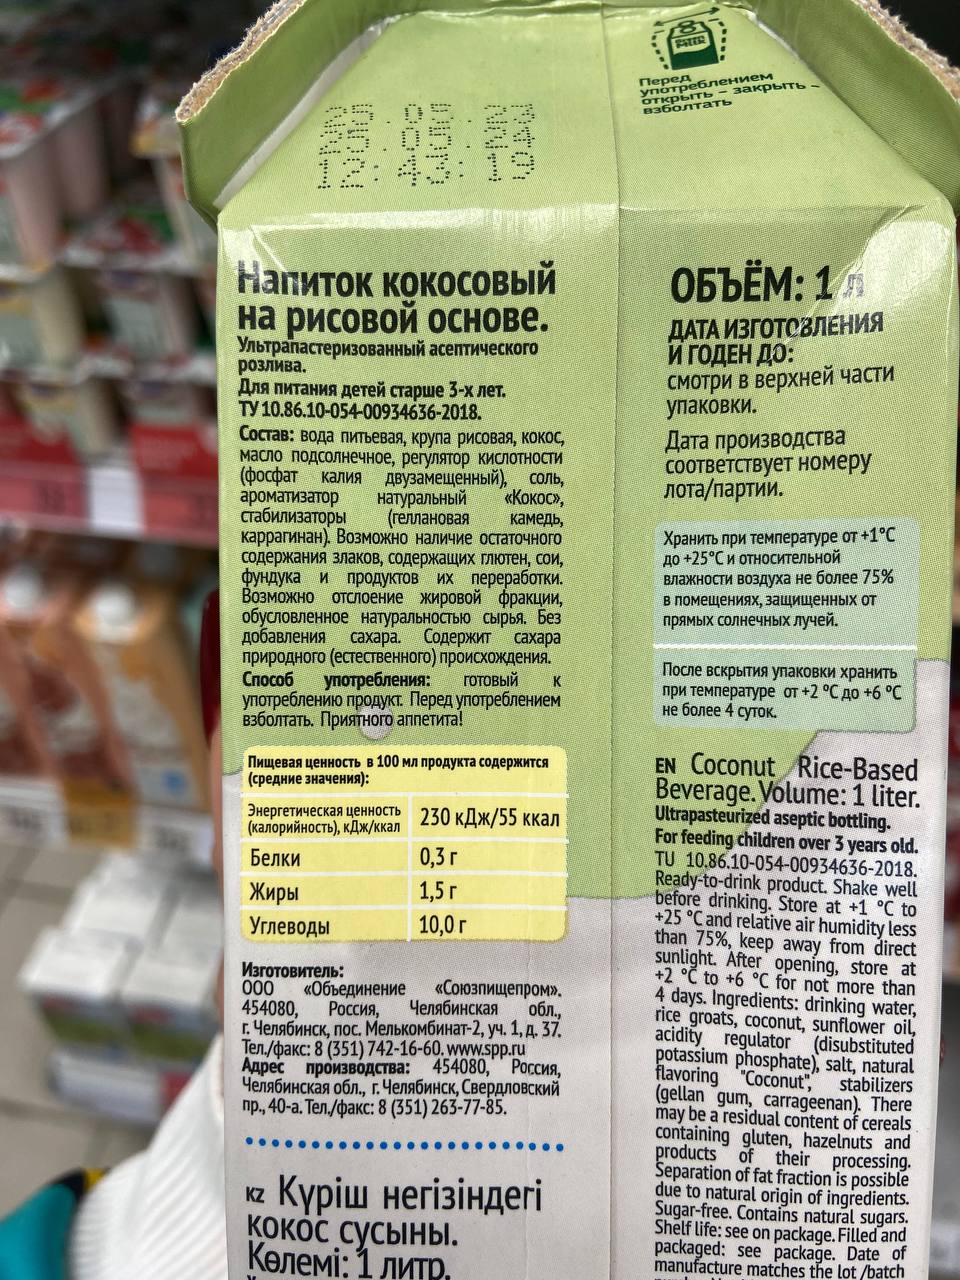 25.05.23
25.05.24
12:43:19
Перед
употреблением
открыть – закрыть –
взболтать
Напиток кокосовый
на рисовой основе.
Ультрапастеризованный асептического
розлива.
Для питания детей старше 3-х лет.
ТУ 10.86.10-054-00934636-2018.
Состав: вода питьевая, крупа рисовая, кокос,
масло подсолнечное, регулятор кислотности
(фосфат калия двузамещенный), соль,
ароматизатор натуральный «Кокос»,
стабилизаторы (геллановая камедь,
каррагинан). Возможно наличие остаточного
содержания злаков, содержащих глютен, сои,
фундука и продуктов их переработки.
Возможно отслоение жировой фракции,
обусловленное натуральностью сырья. Без
добавления сахара. Содержит сахара
природного (естественного) происхождения.
Способ употребления: готовый к
употреблению продукт. Перед употреблением
взболтать. Приятного аппетита!
Пищевая ценность в 100 мл продукта содержится
(средние значения):
Энергетическая ценность
(калорийность), кДж/ккал
230 кДж/55 ккал
Белки 0,3 г
Жиры 1,5 г
Углеводы 10,0 г
Изготовитель:
ООО «Объединение «Союзпищепром».
454080, Россия, Челябинская обл.,
г. Челябинск, пос. Мелькомбинат-2, уч. 1, д. 37.
Тел./факс: 8 (351) 742-16-60. www.spp.ru
Адрес производства: 454080, Россия,
Челябинская обл., г. Челябинск, Свердловский
пр., 40-а. Тел./факс: 8 (351) 263-77-85.
KZ Күріш негізіндегі
кокос сусыны.
Көлемі: 1 литр.
ОБЪЁМ: 1 л
ДАТА ИЗГОТОВЛЕНИЯ
И ГОДЕН ДО:
смотри в верхней части
упаковки.
Дата производства
соответствует номеру
лота/партии.
Хранить при температуре от +1°С
до +25°С и относительной
влажности воздуха не более 75%
в помещениях, защищенных от
прямых солнечных лучей.
После вскрытия упаковки хранить
при температуре от +2 °С до +6 °С
не более 4 суток.
EN Coconut Rice-Based
Beverage. Volume: 1 liter.
Ultrapasteurized aseptic bottling.
For feeding children over 3 years old.
TU 10.86.10-054-00934636-2018.
Ready-to-drink product. Shake well
before drinking. Store at +1 °C to
+25 °C and relative air humidity less
than 75%, keep away from direct
sunlight. After opening, store at
+2 °C to +6 °C for not more than
4 days. Ingredients: drinking water,
rice groats, coconut, sunflower oil,
acidity regulator (disubstituted
potassium phosphate), salt, natural
flavoring "Coconut", stabilizers
(gellan gum, carrageenan). There
may be a residual content of cereals
containing gluten, hazelnuts and
products of their processing.
Separation of fat fraction is possible
due to natural origin of ingredients.
Sugar-free. Contains natural sugars.
Shelf life: see on package. Filled and
packaged: see package. Date of
manufacture matches the lot /batch